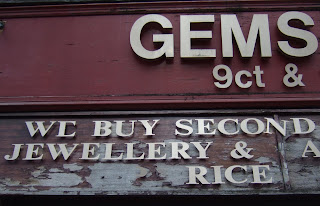 GEMS
9ct &
WE BUY SECOND
JEWELLERY & A
RICE